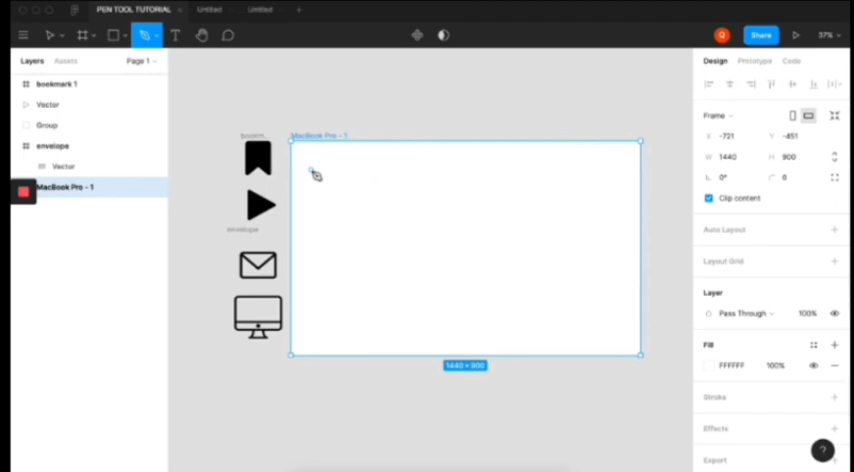 PEN TOOL TUTORIAL × Untitled Untitled +
Share 37%
Layers Assets Page 1
bookmark 1
Vector
Group
envelope
Vector
MacBook Pro - 1
bookm...
MacBook Pro - 1
envelope
1440 × 900
Design Prototype Code
Frame
X -721 Y -451
W 1440 H 900
0° 0
Clip content
Auto Layout
Layout Grid
Layer
Pass Through 100%
Fill
FFFFFF 100%
Stroke
Effects
Export
Q
?